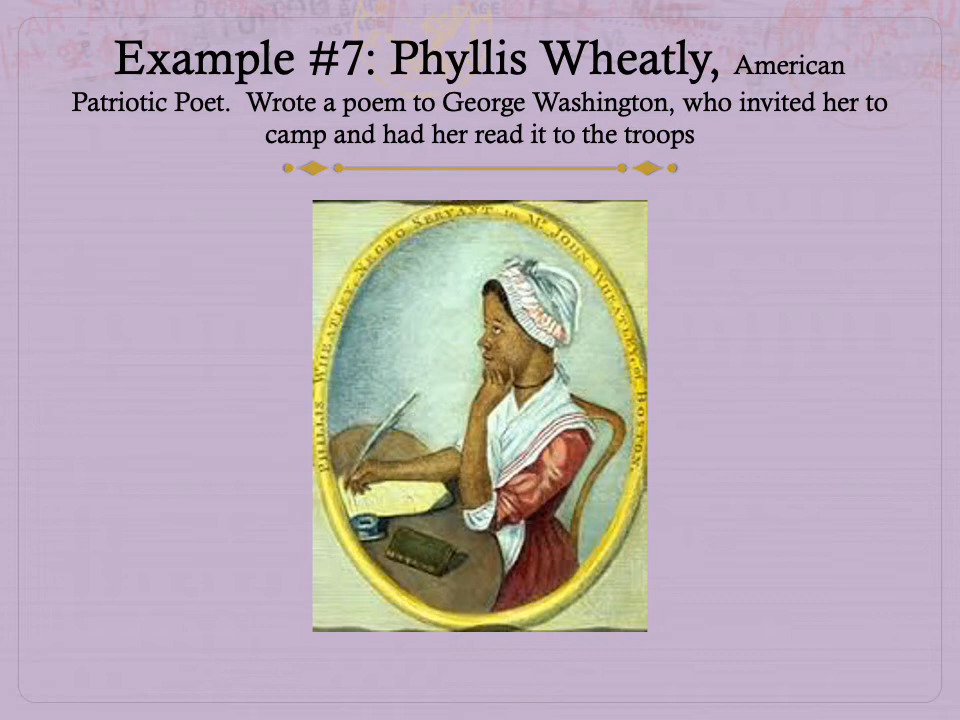 Example #7: Phyllis Wheatly, American
Patriotic Poet.  Wrote a poem to George Washington, who invited her to
camp and had her read it to the troops
PHILLIS WHEATLEY, NEGRO SERVANT to Mr. JOHN WHEATLEY, of BOSTON.